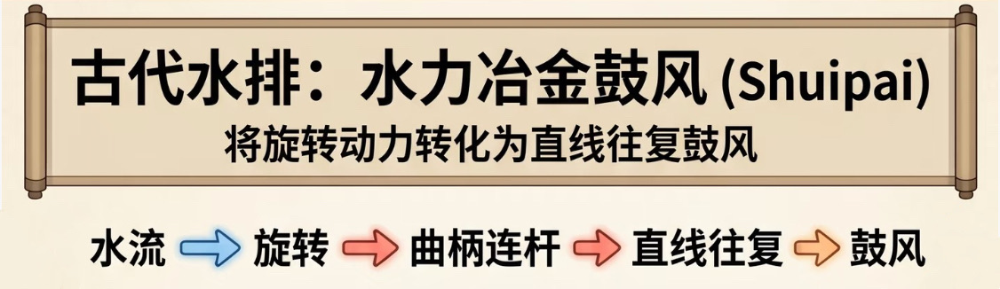 古代水排：水力冶金鼓风 (Shuipai)
将旋转动力转化为直线往复鼓风
水流 旋转 曲柄连杆 直线往复 鼓风